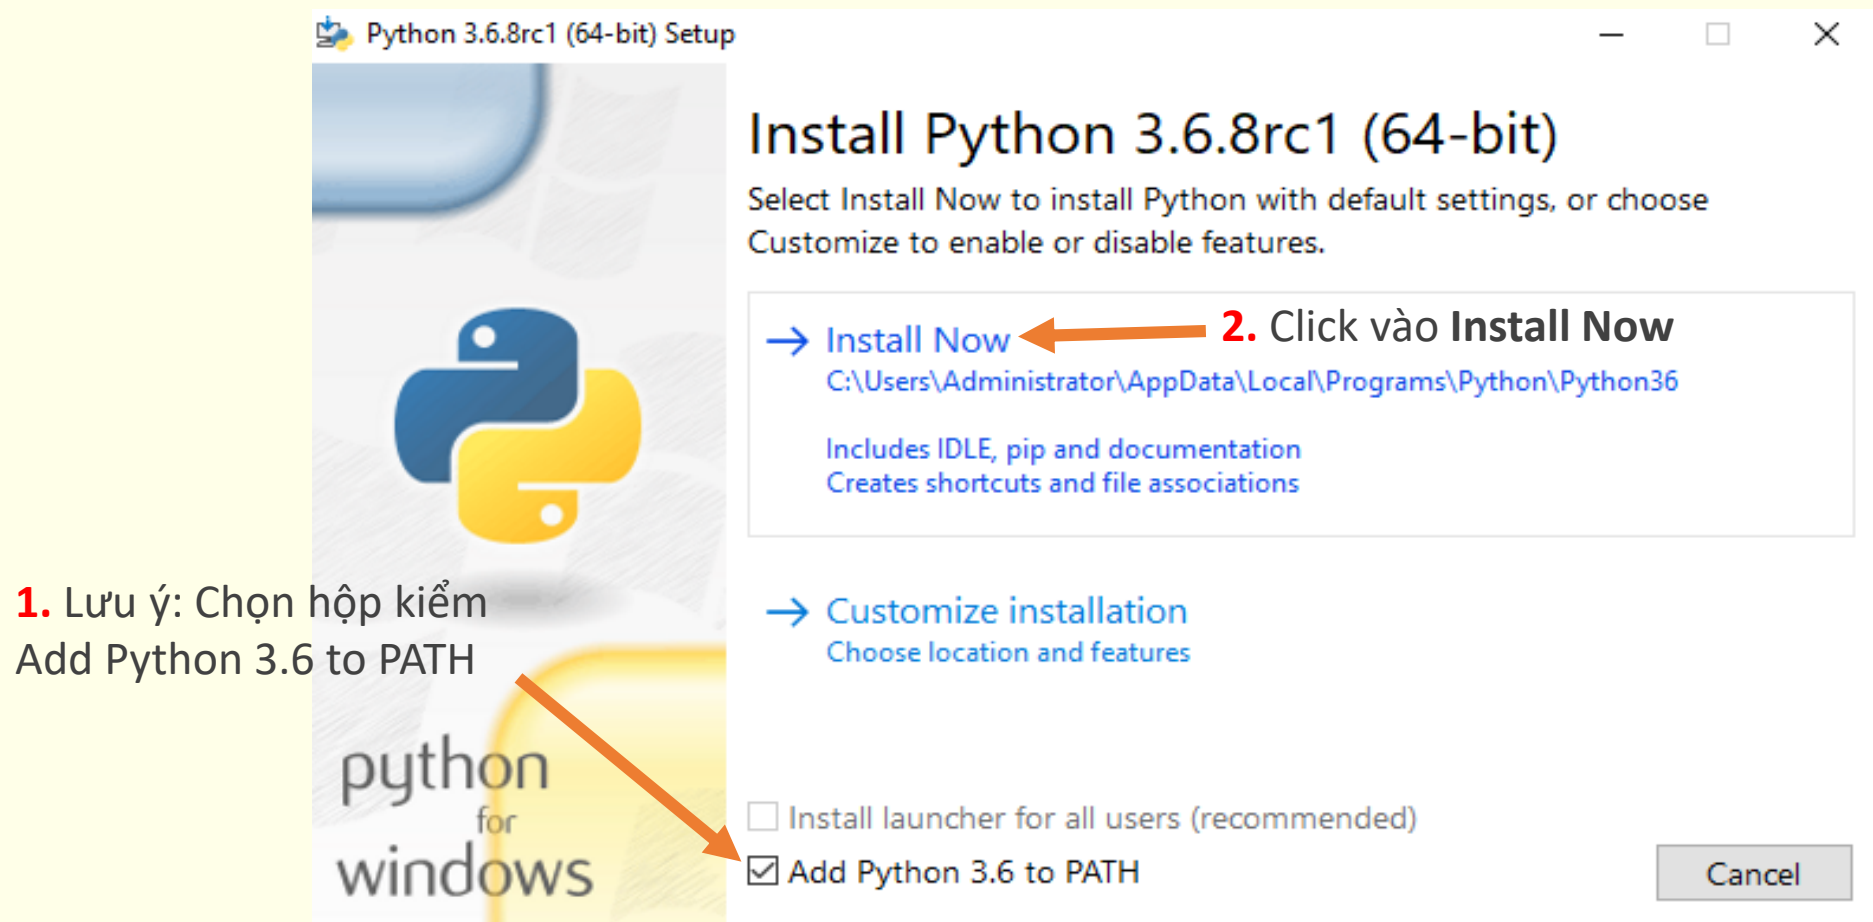 Python 3.6.8rc1 (64-bit) Setup
Install Python 3.6.8rc1 (64-bit)
Select Install Now to install Python with default settings, or choose
Customize to enable or disable features.
Install Now
2. Click vào Install Now
C:\Users\Administrator\AppData\Local\Programs\Python\Python36
Includes IDLE, pip and documentation
Creates shortcuts and file associations
1. Lưu ý: Chọn hộp kiểm
Add Python 3.6 to PATH
Customize installation
Choose location and features
python
for
windows
Install launcher for all users (recommended)
Add Python 3.6 to PATH
Cancel